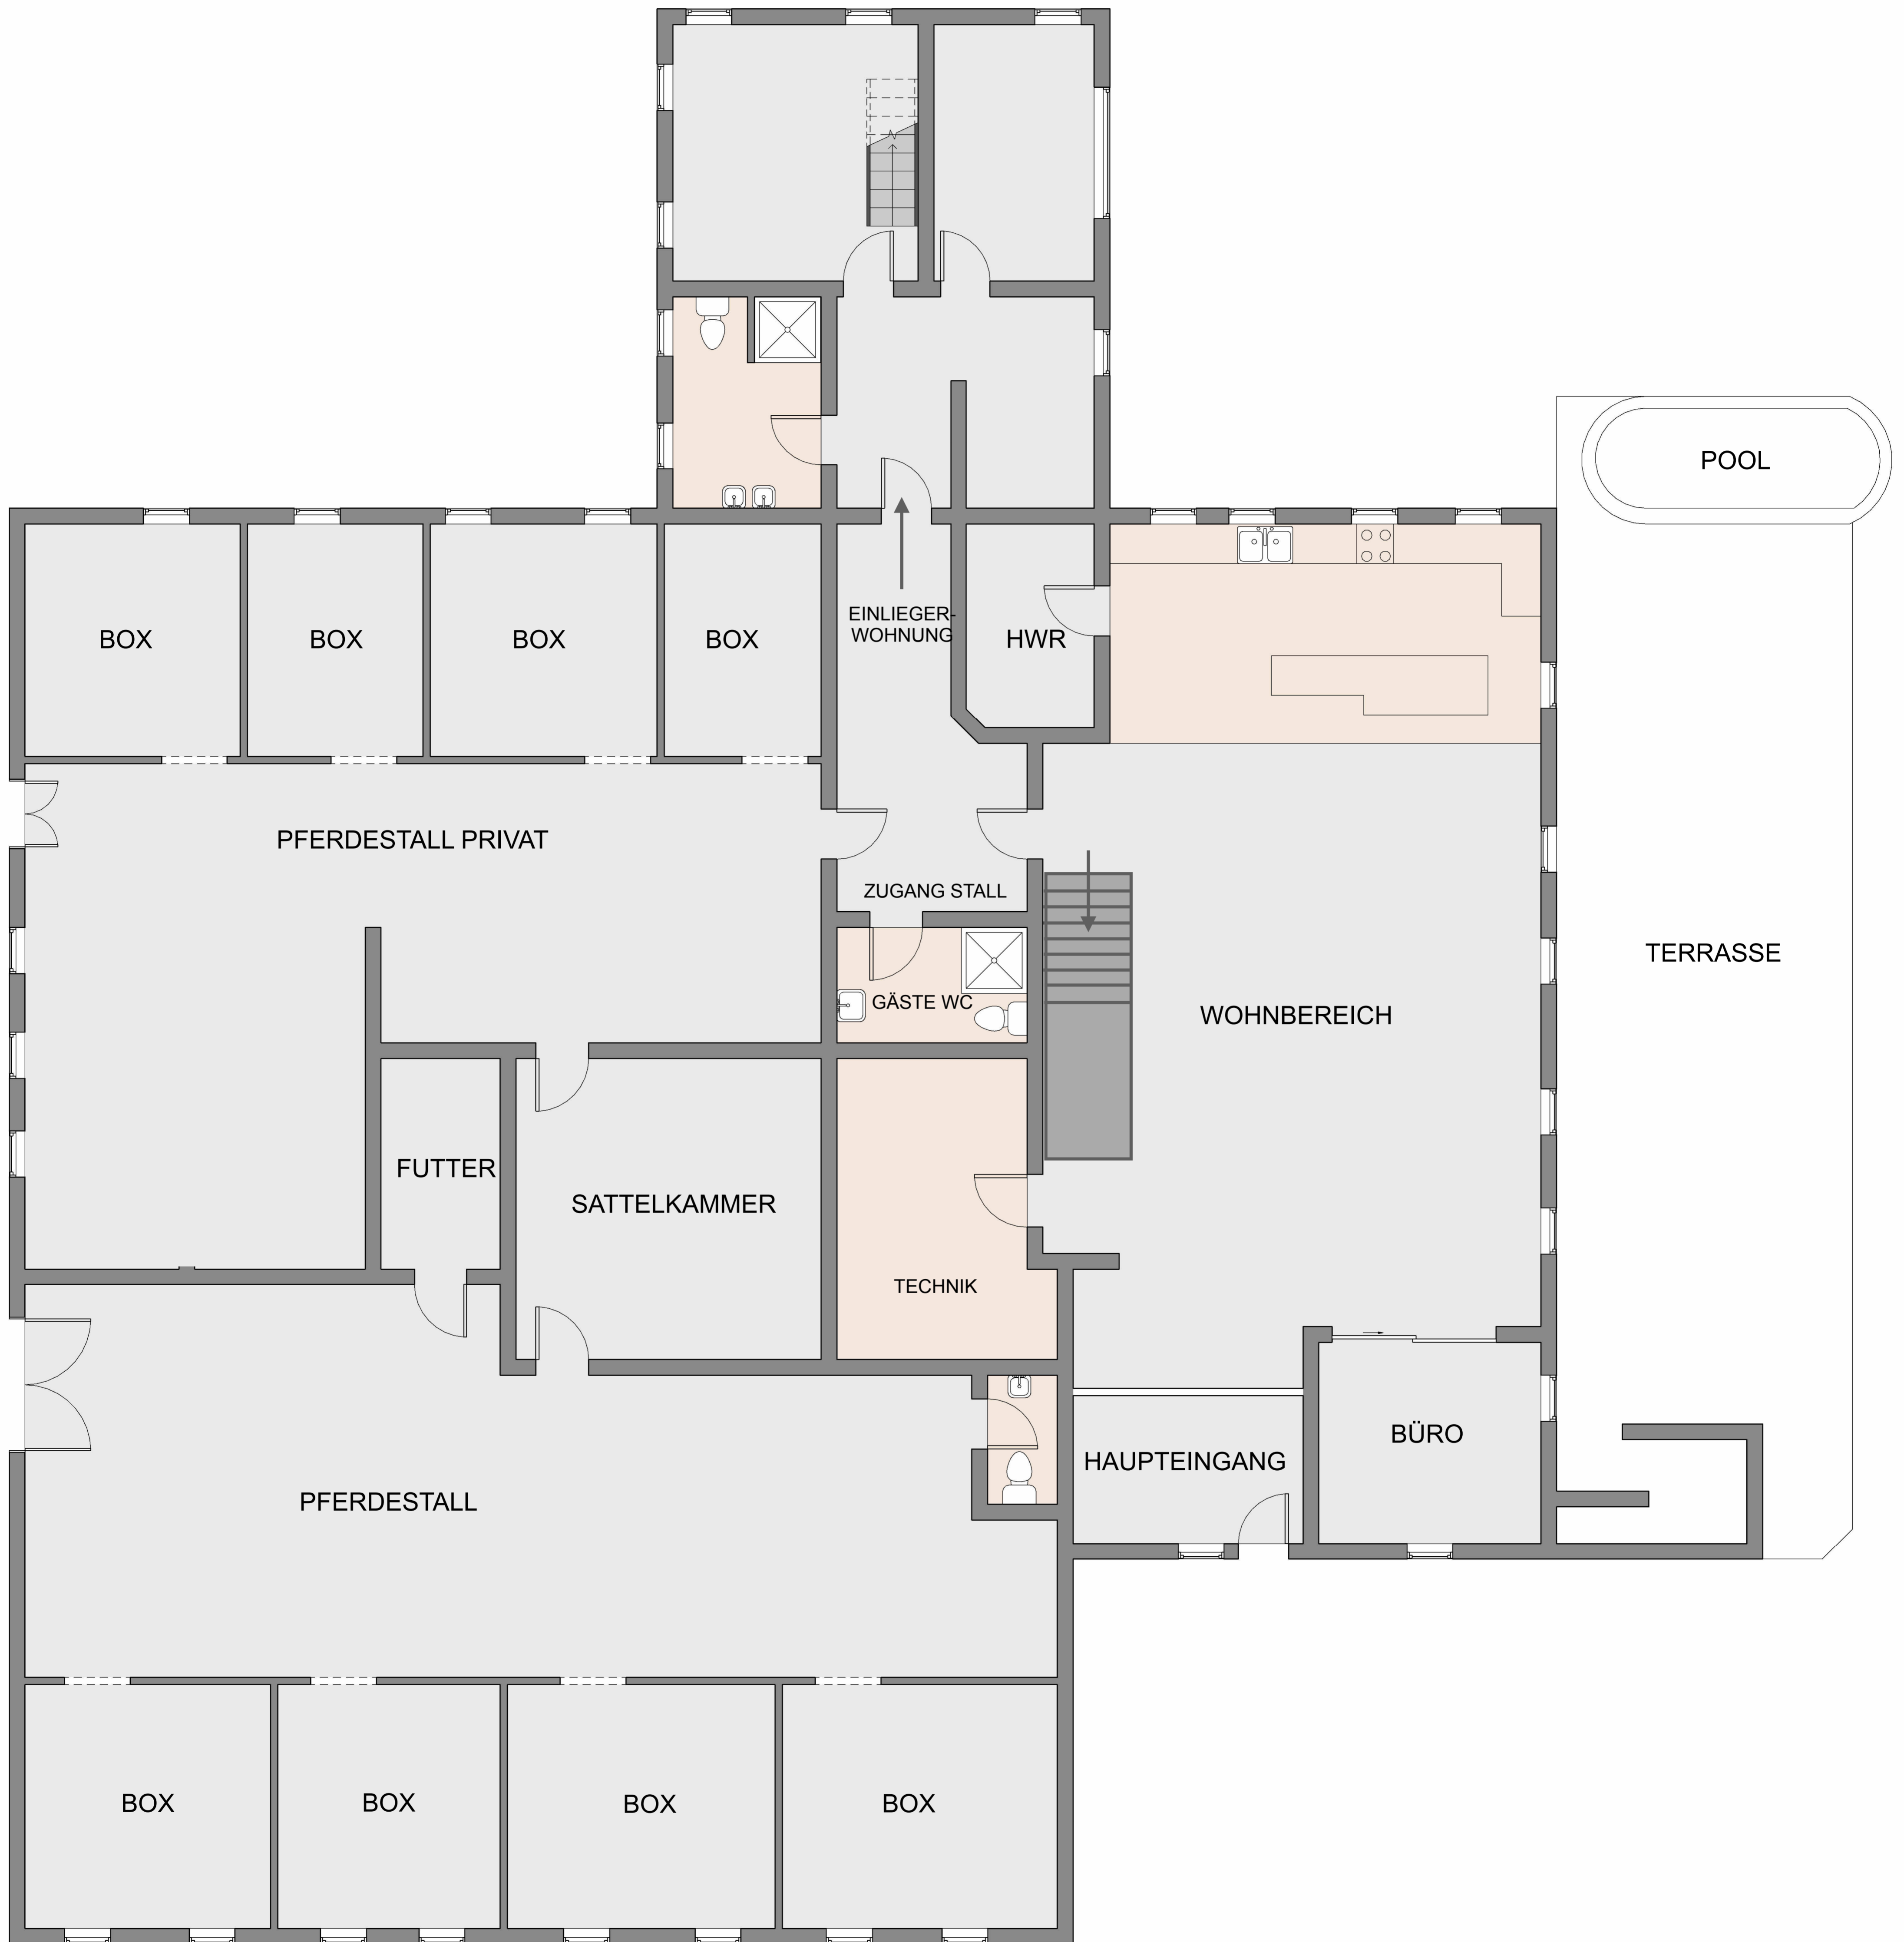 POOL
EINLIEGER-
WOHNUNG
BOX
BOX
BOX
BOX
HWR
PFERDESTALL PRIVAT
ZUGANG STALL
TERRASSE
GÄSTE WC
WOHNBEREICH
FUTTER
SATTELKAMMER
TECHNIK
BÜRO
HAUPTEINGANG
PFERDESTALL
BOX
BOX
BOX
BOX